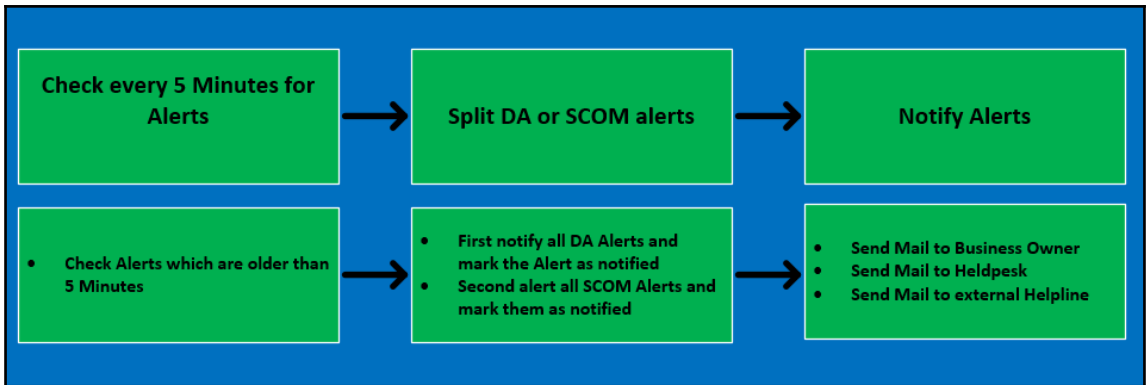 Check every 5 Minutes for
Alerts
Split DA or SCOM alerts
Notify Alerts
• Check Alerts which are older than
5 Minutes
• First notify all DA Alerts and
mark the Alert as notified
• Second alert all SCOM Alerts and
mark them as notified
• Send Mail to Business Owner
• Send Mail to Heldpesk
• Send Mail to external Helpline